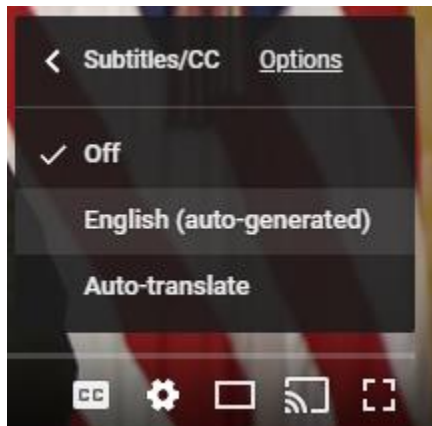 Subtitles/CC Options
Off
English (auto-generated)
Auto-translate
CC